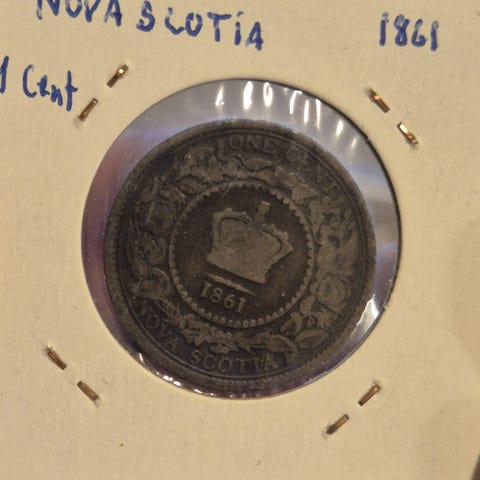 NOVA SCOTIA 1861
1 Cent
ONE CENT
1861
NOVA SCOTIA